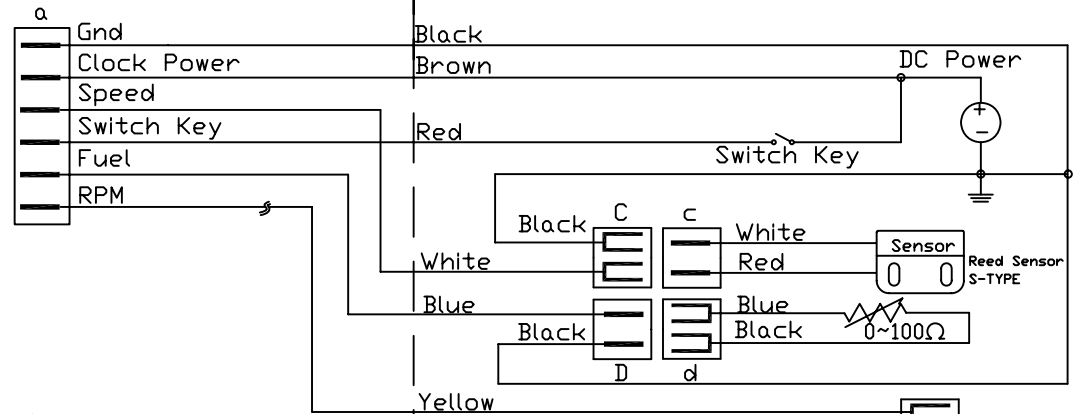 a
Gnd
Black
Clock Power
Brown
DC Power
Speed
Switch Key
Red
Switch Key
Fuel
RPM
+
−
Black
C
c
White
Sensor
White
Red
Reed Sensor
S-TYPE
Blue
Blue
Black
Black
0~100Ω
D
d
Yellow